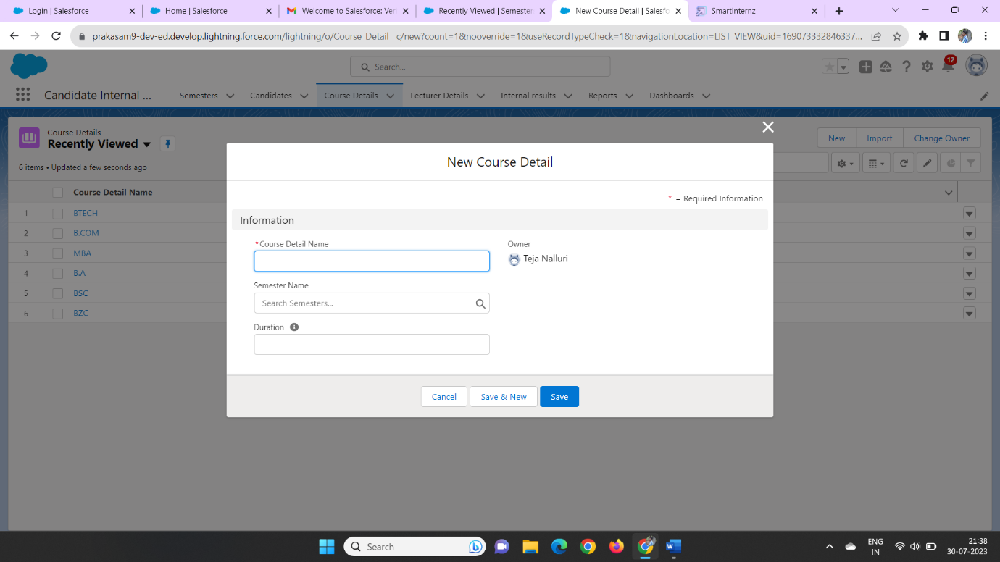 Login | Salesforce
Home | Salesforce
Welcome to Salesforce: Veri
Recently Viewed | Semester
New Course Detail | Salesfo
Smartinternz
prakasam9-dev-ed.develop.lightning.force.com/lightning/o/Course_Detail__c/new?count=1&nooverride=1&useRecordTypeCheck=1&navigationLocation=LIST_VIEW&uid=169073332846337...
Search...
12
Candidate Internal ...
Semesters
Candidates
Course Details
Lecturer Details
Internal results
Reports
Dashboards
Course Details
Recently Viewed
New
Import
Change Owner
6 items • Updated a few seconds ago
Course Detail Name
1 BTECH
2 B.COM
3 MBA
4 B.A
5 BSC
6 BZC
New Course Detail
* = Required Information
Information
*Course Detail Name
Owner
Teja Nalluri
Semester Name
Search Semesters...
Duration
Cancel
Save & New
Save
Search
ENG
IN
21:38
30-07-2023